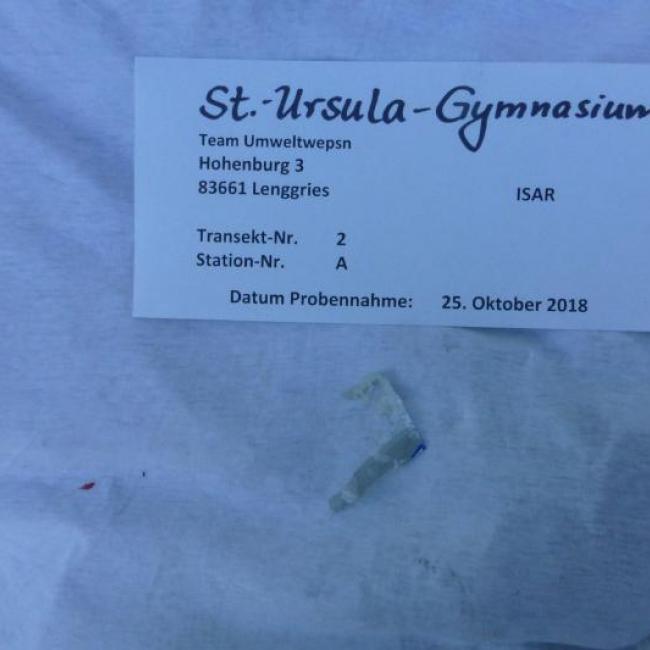 St.-Ursula-Gymnasium
Team Umweltwepsn
Hohenburg 3
83661 Lenggries
ISAR
Transekt-Nr. 2
Station-Nr. A
Datum Probennahme: 25. Oktober 2018